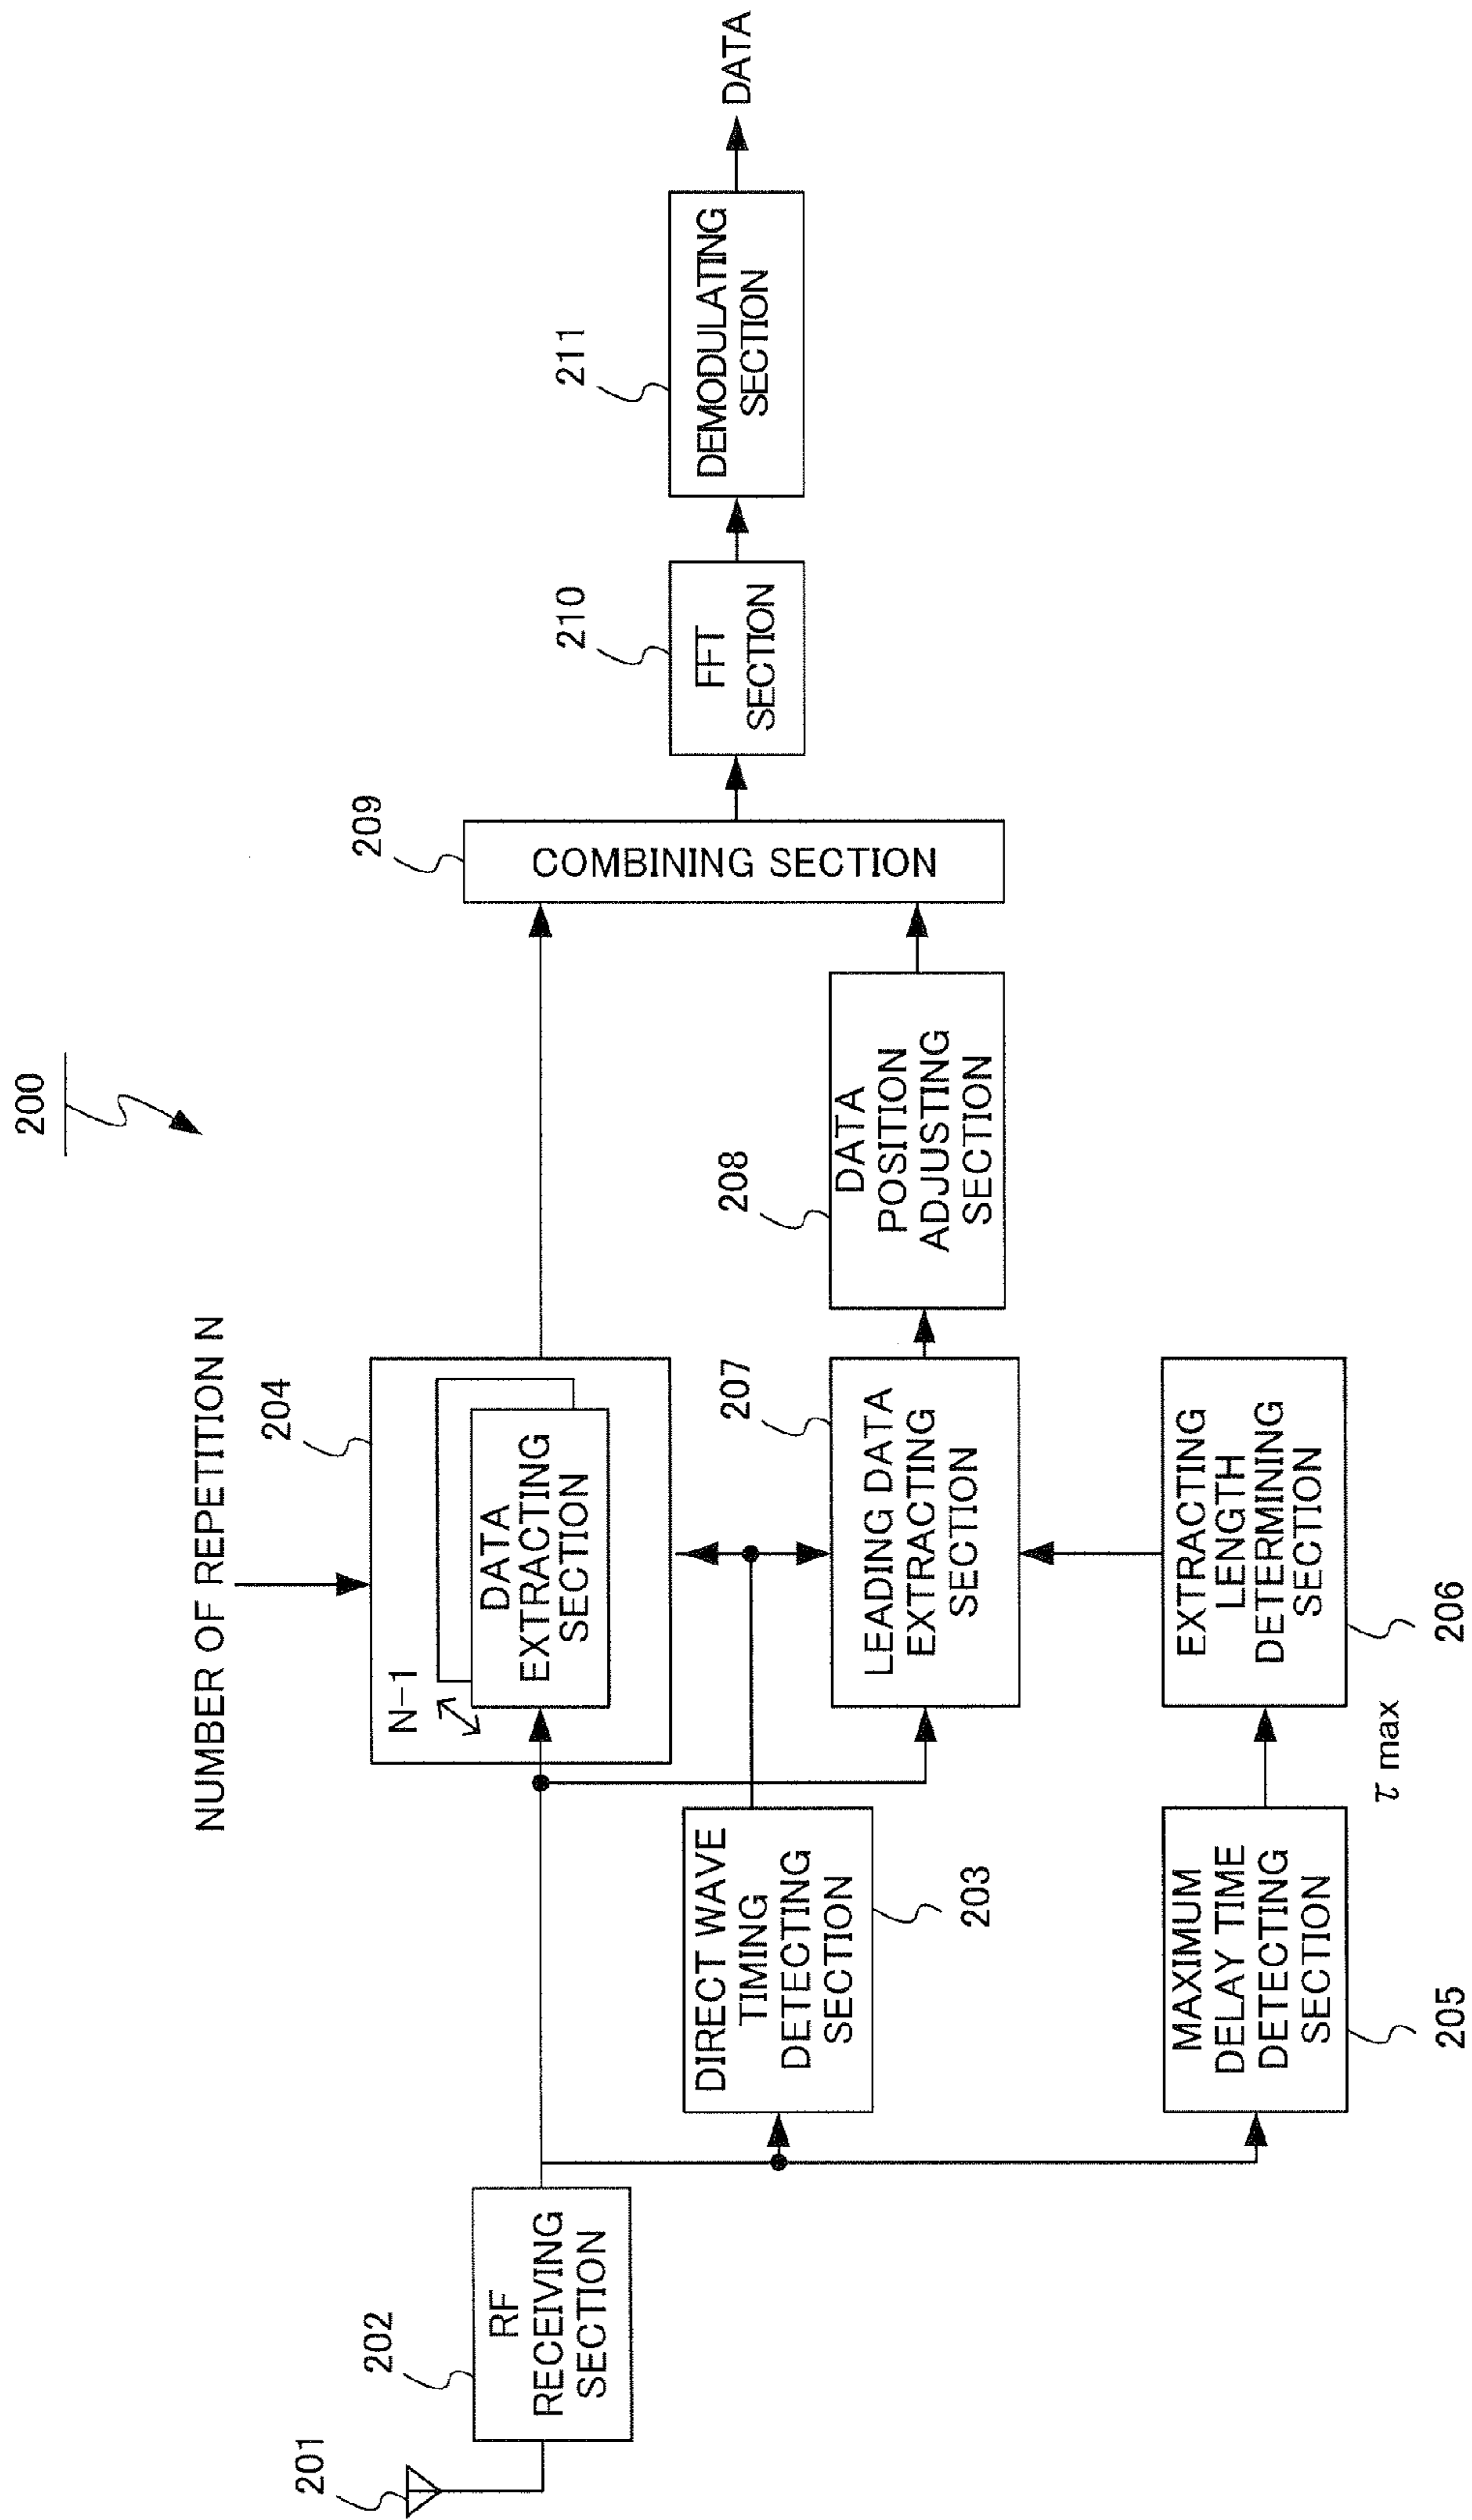 200
NUMBER OF REPETITION N
204
N-1
DATA
EXTRACTING
SECTION
201
202
RF
RECEIVING
SECTION
DIRECT WAVE
TIMING
DETECTING
SECTION
203
207
LEADING DATA
EXTRACTING
SECTION
208
DATA
POSITION
ADJUSTING
SECTION
209
COMBINING SECTION
210
FFT
SECTION
211
DEMODULATING
SECTION
DATA
MAXIMUM
DELAY TIME
DETECTING
SECTION
205
τ max
EXTRACTING
LENGTH
DETERMINING
SECTION
206